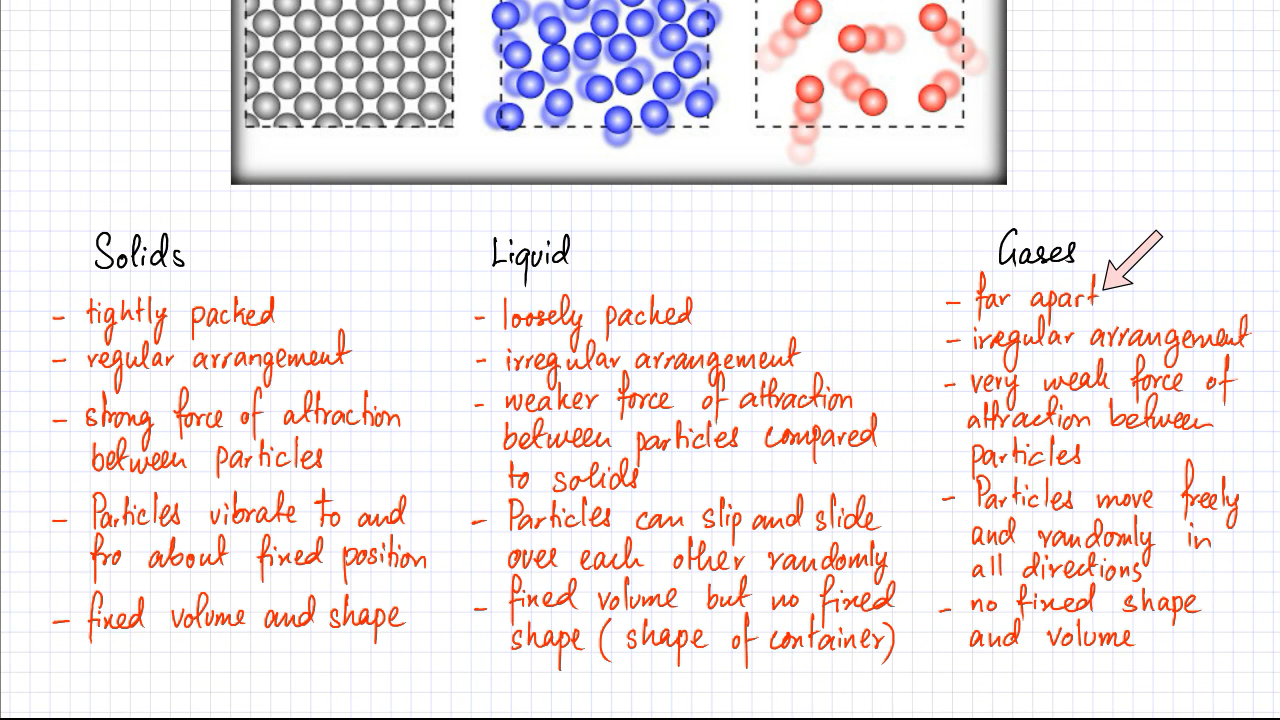 Solids
- tightly packed
- regular arrangement
- strong force of attraction
between particles
- Particles vibrate to and
fro about fixed position
- fixed volume and shape
Liquid
- loosely packed
- irregular arrangement
- weaker force of attraction
between particles compared
to solids
- Particles can slip and slide
over each other randomly
- fixed volume but no fixed
shape ( shape of container)
Gases
- far apart
- irregular arrangement
- very weak force of
attraction between
particles
- Particles move freely
and randomly in
all directions
- no fixed shape
and volume